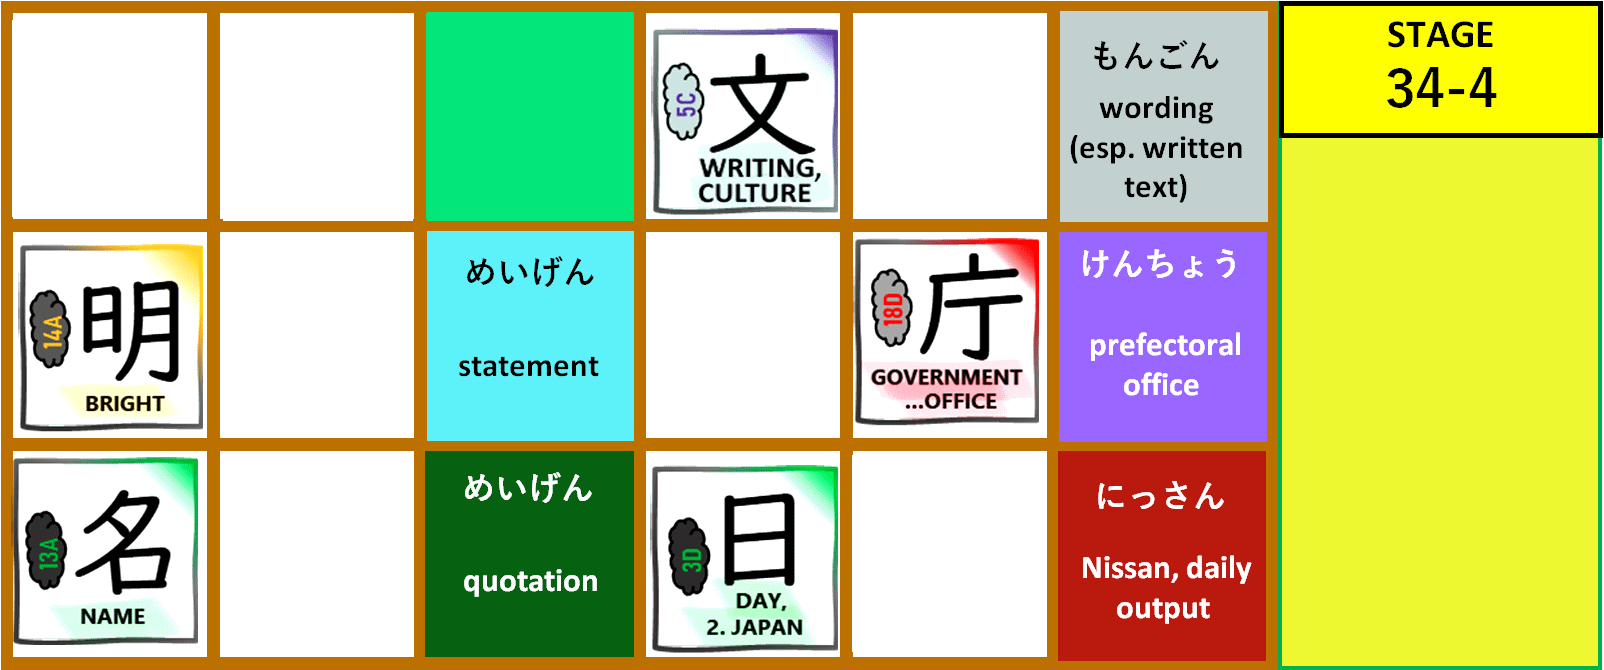 5C
文
WRITING,
CULTURE
もんごん
wording
(esp. written
text)
STAGE
34-4
14A
明
BRIGHT
めいげん
statement
18D
庁
GOVERNMENT
...OFFICE
けんちょう
prefectoral
office
13A
名
NAME
めいげん
quotation
3D
日
DAY,
2. JAPAN
にっさん
Nissan, daily
output